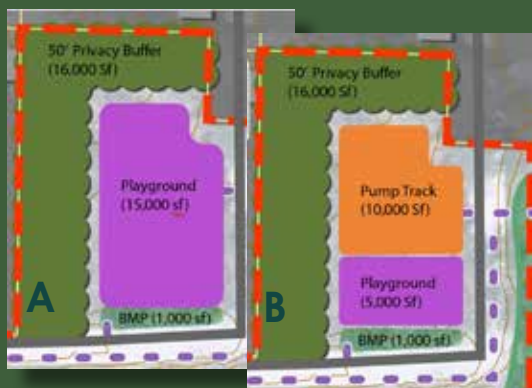 50' Privacy Buffer
(16,000 Sf)
Playground
(15,000 sf)
A
BMP (1,000 sf)
50' Privacy Buffer
(16,000 Sf)
Pump Track
(10,000 Sf)
Playground
(5,000 Sf)
B
BMP (1,000 sf)